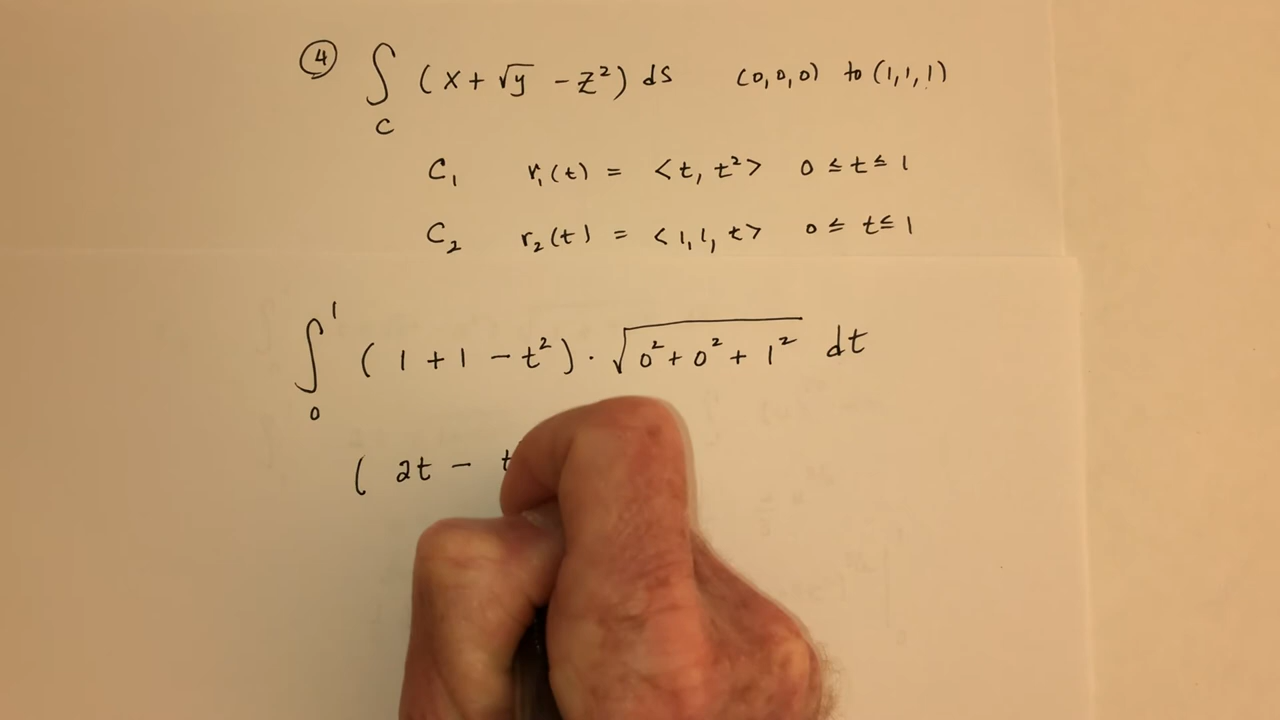 ④ ∫ (x + √y - z²) ds (0,0,0) to (1,1,1)
C
C₁ r₁(t) = <t, t²> 0 ≤ t ≤ 1
C₂ r₂(t) = <1,1,t> 0 ≤ t ≤ 1
∫₀¹ (1 + 1 - t²) · √(0² + 0² + 1²) dt
( 2t - t